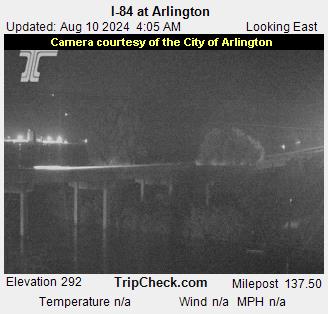 I-84 at Arlington
Updated: Aug 10 2024 4:05 AM Looking East
Camera courtesy of the City of Arlington
Elevation 292 TripCheck.com Milepost 137.50
Temperature n/a Wind n/a MPH n/a